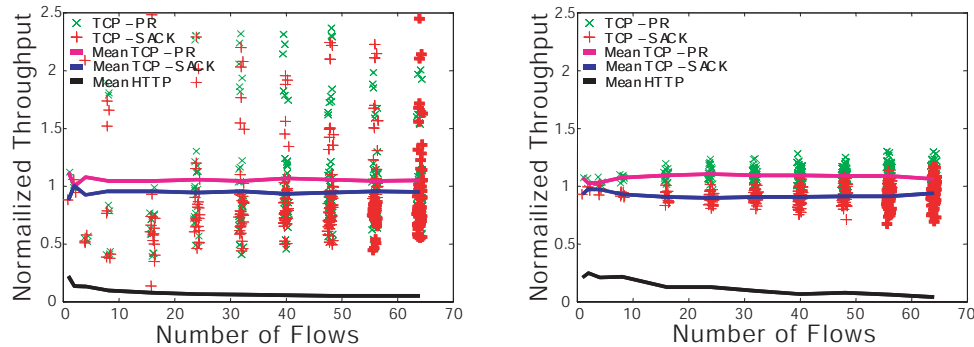 2.5
2
1.5
1
0.5
0
0 10 20 30 40 50 60 70
Normailized Throughput
Number of Flows
TCP-PR
TCP-SACK
Mean TCP-PR
Mean TCP-SACK
Mean HTTP
2.5
2
1.5
1
0.5
0
0 10 20 30 40 50 60 70
Normailized Throughput
Number of Flows
TCP-PR
TCP-SACK
Mean TCP-PR
Mean TCP-SACK
Mean HTTP